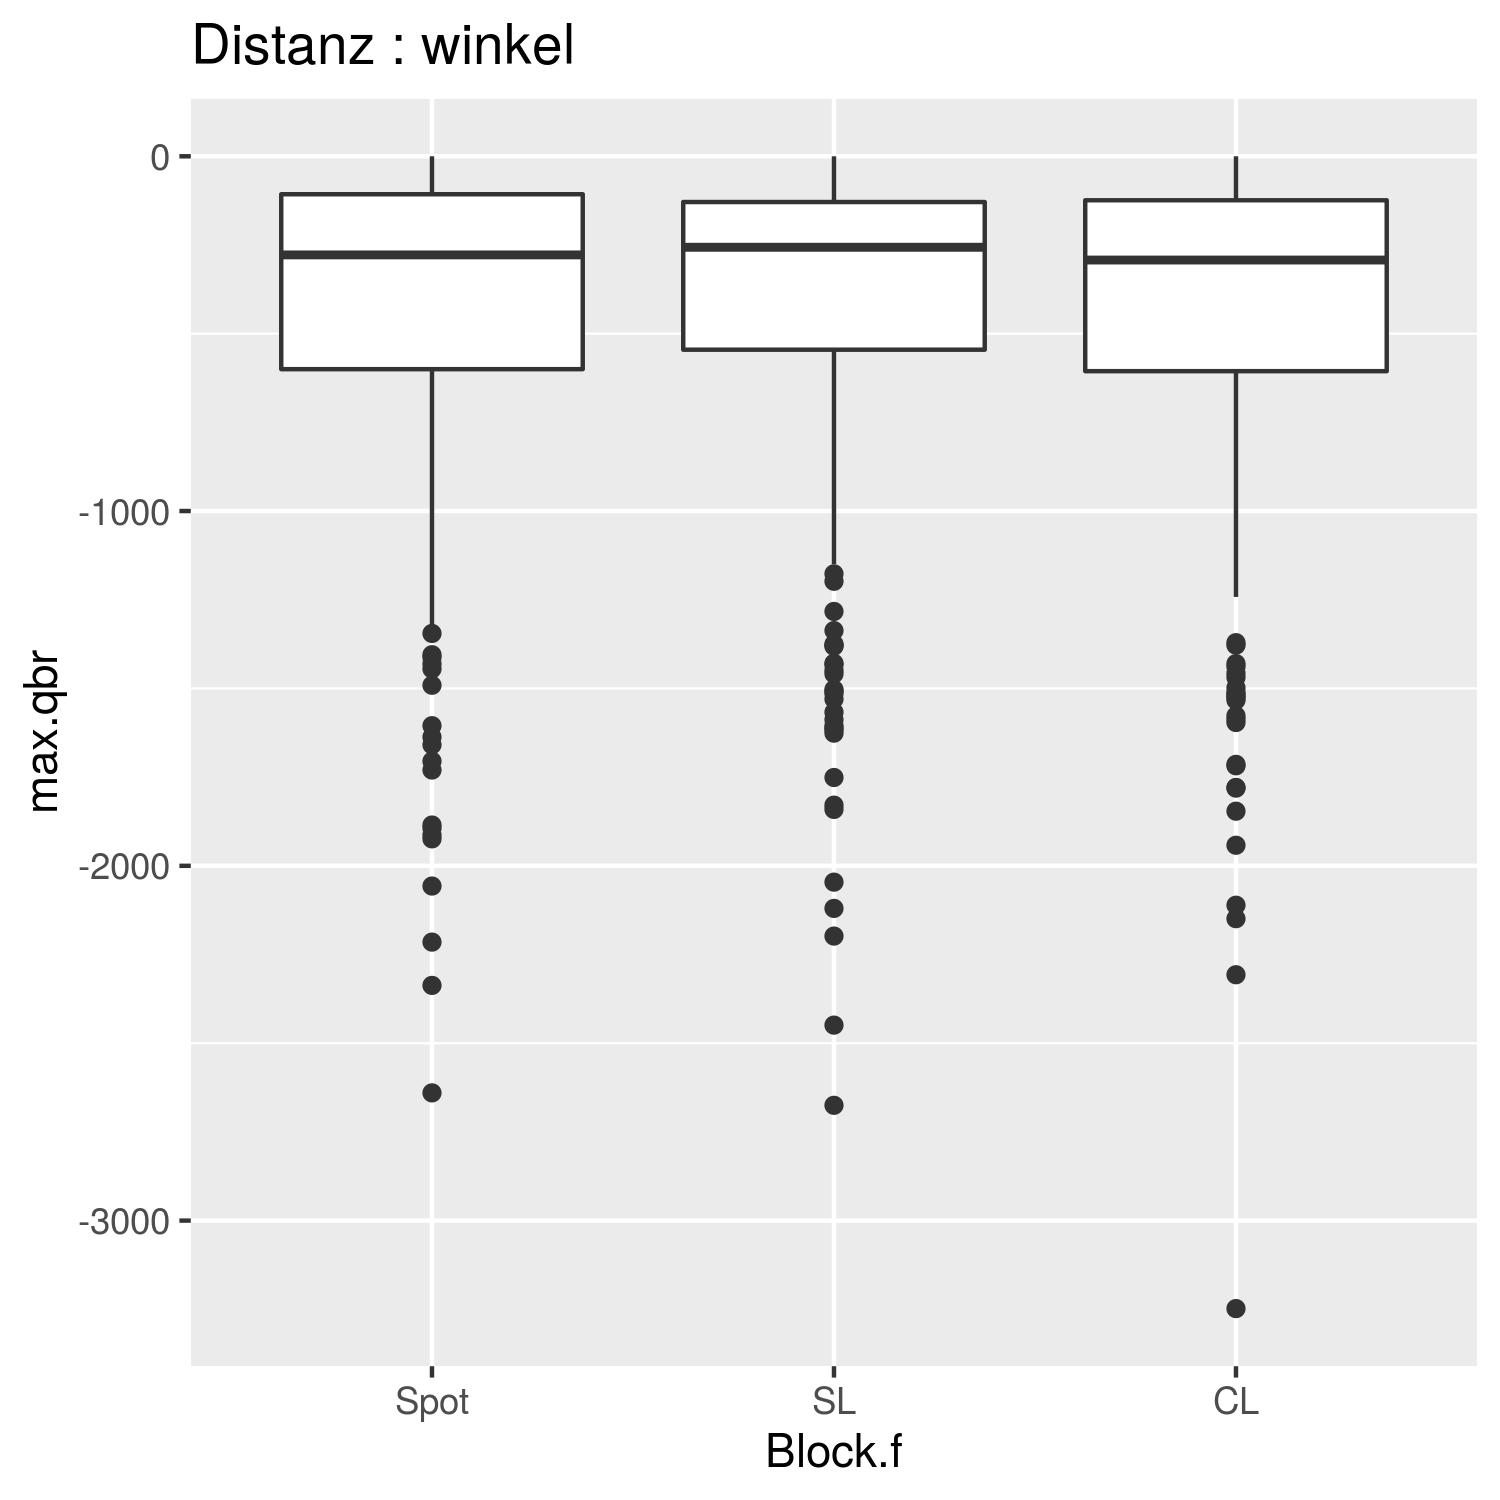 Distanz : winkel
0
-1000
-2000
-3000
max.qbr
Spot SL CL
Block.f